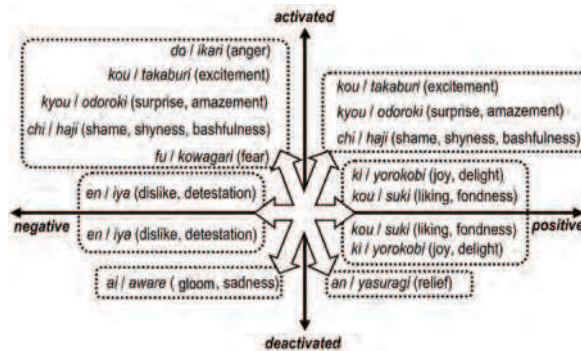 activated
do / ikari (anger)
kou / takaburi (excitement)
kyou / odoroki (surprise, amazement)
chi / haji (shame, shyness, bashfulness)
fu / kowagari (fear)
kou / takaburi (excitement)
kyou / odoroki (surprise, amazement)
chi / haji (shame, shyness, bashfulness)
en / iya (dislike, detestation)
ki / yorokobi (joy, delight)
kou / suki (liking, fondness)
negative
positive
en / iya (dislike, detestation)
kou / suki (liking, fondness)
ki / yorokobi (joy, delight)
ai / aware ( gloom, sadness)
an / yasuragi (relief)
deactivated